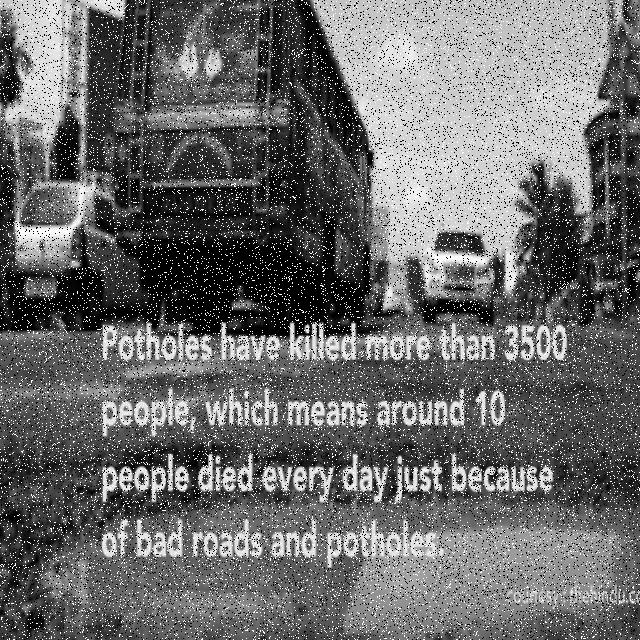 Potholes have killed more than 3500
people, which means around 10
people died every day just because
of bad roads and potholes.